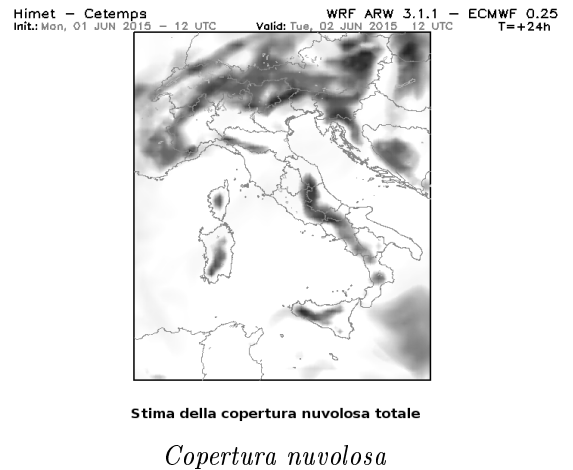 Himet – Cetemps WRF ARW 3.1.1 – ECMWF 0.25
Init.: Mon, 01 JUN 2015 – 12 UTC Valid: Tue, 02 JUN 2015 12 UTC T=+24h
Stima della copertura nuvolosa totale
Copertura nuvolosa